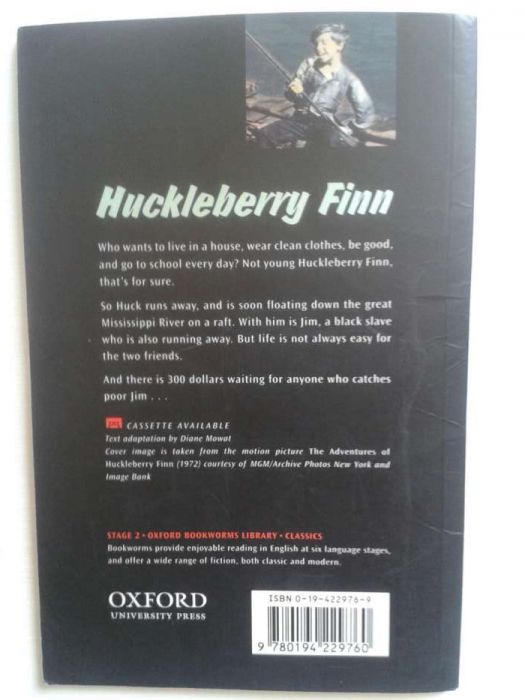 Huckleberry Finn
Who wants to live in a house, wear clean clothes, be good,
and go to school every day? Not young Huckleberry Finn,
that's for sure.
So Huck runs away, and is soon floating down the great
Mississippi River on a raft. With him is Jim, a black slave
who is also running away. But life is not always easy for
the two friends.
And there is 300 dollars waiting for anyone who catches
poor Jim . . .
CASSETTE AVAILABLE
Text adaptation by Diane Mowat
Cover image is taken from the motion picture The Adventures of
Huckleberry Finn (1972) courtesy of MGM/Archive Photos New York and
Image Bank
STAGE 2 • OXFORD BOOKWORMS LIBRARY • CLASSICS
Bookworms provide enjoyable reading in English at six language stages,
and offer a wide range of fiction, both classic and modern.
OXFORD
UNIVERSITY PRESS
ISBN 0-19-422976-9
9 780194 229760